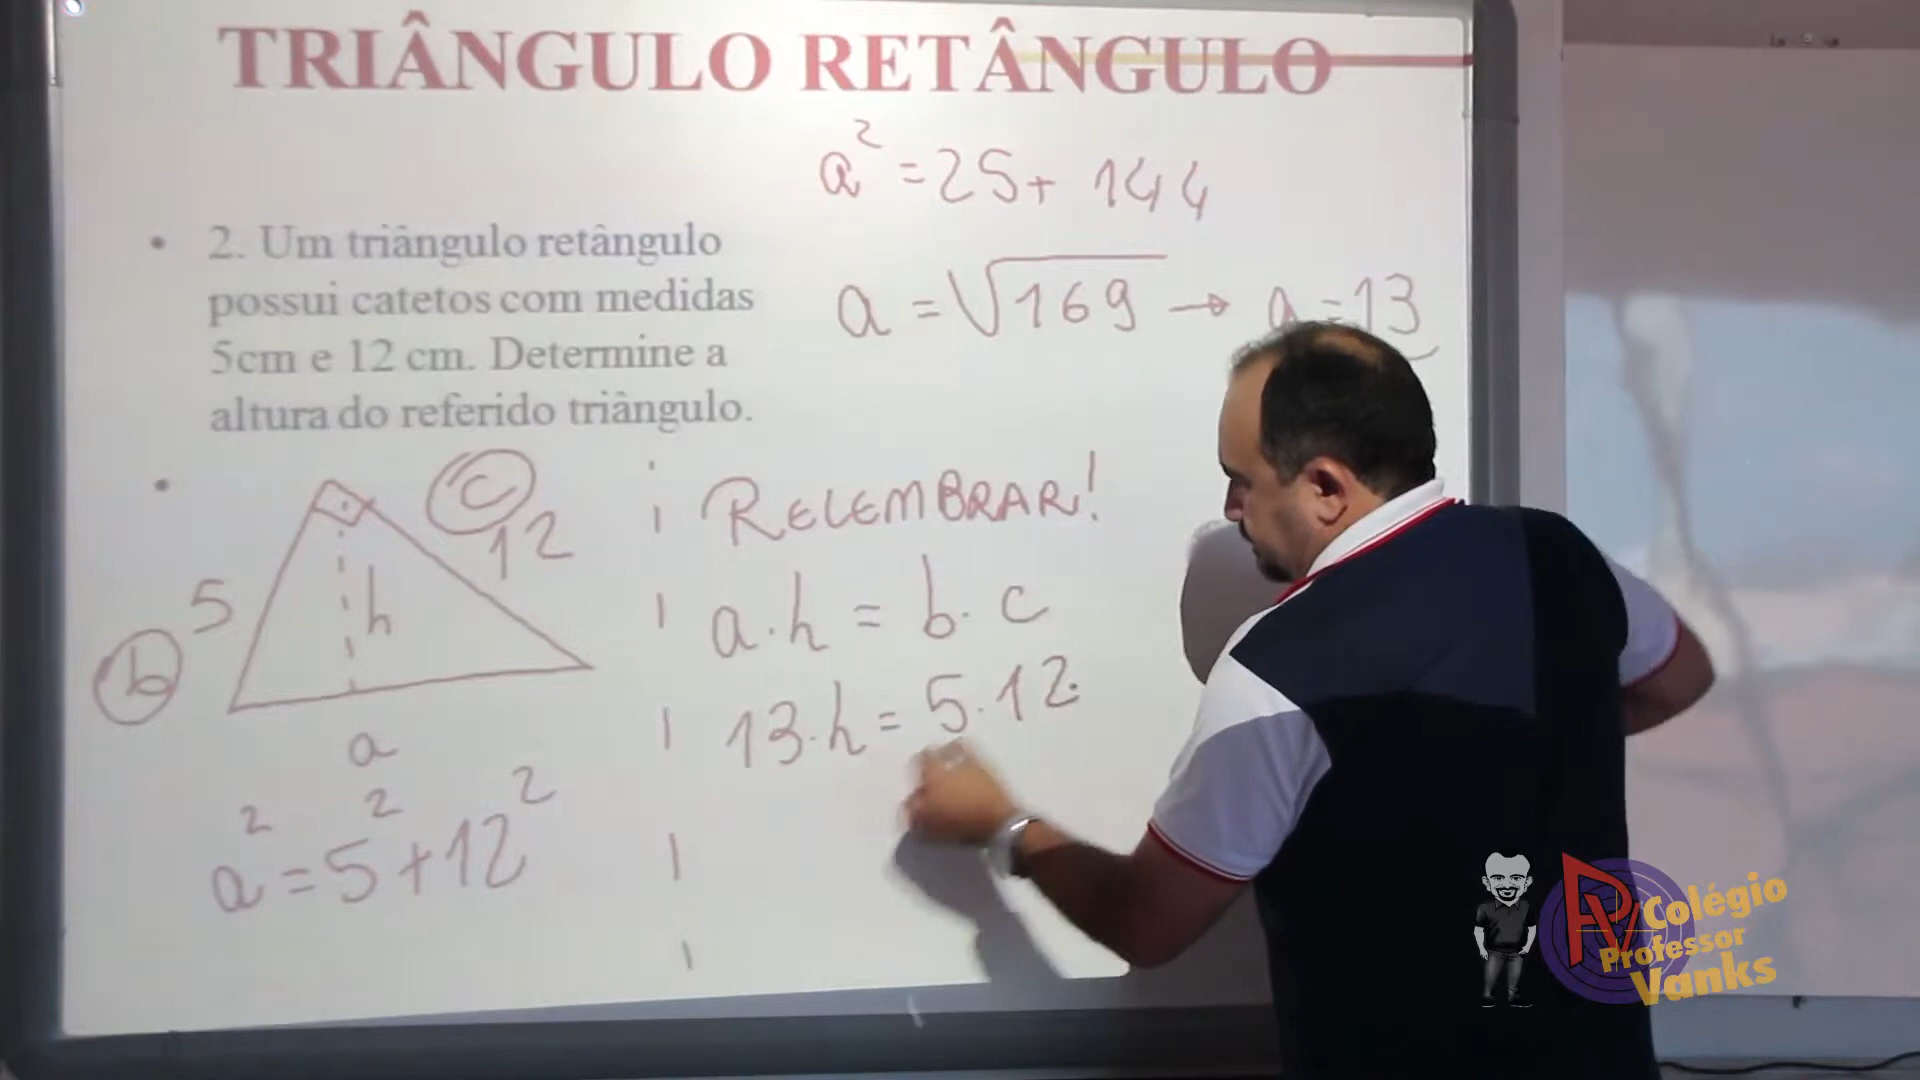 TRIÂNGULO RETÂNGULO
a² = 25 + 144
• 2. Um triângulo retângulo
possui catetos com medidas
5cm e 12 cm. Determine a
altura do referido triângulo.
a = √169 → a = 13
•
c
12
5
h
b
a
a² = 5² + 12²
RELEMBRAR!
a . h = b . c
13 . h = 5 . 12
PV
Colégio
Professor
Vanks